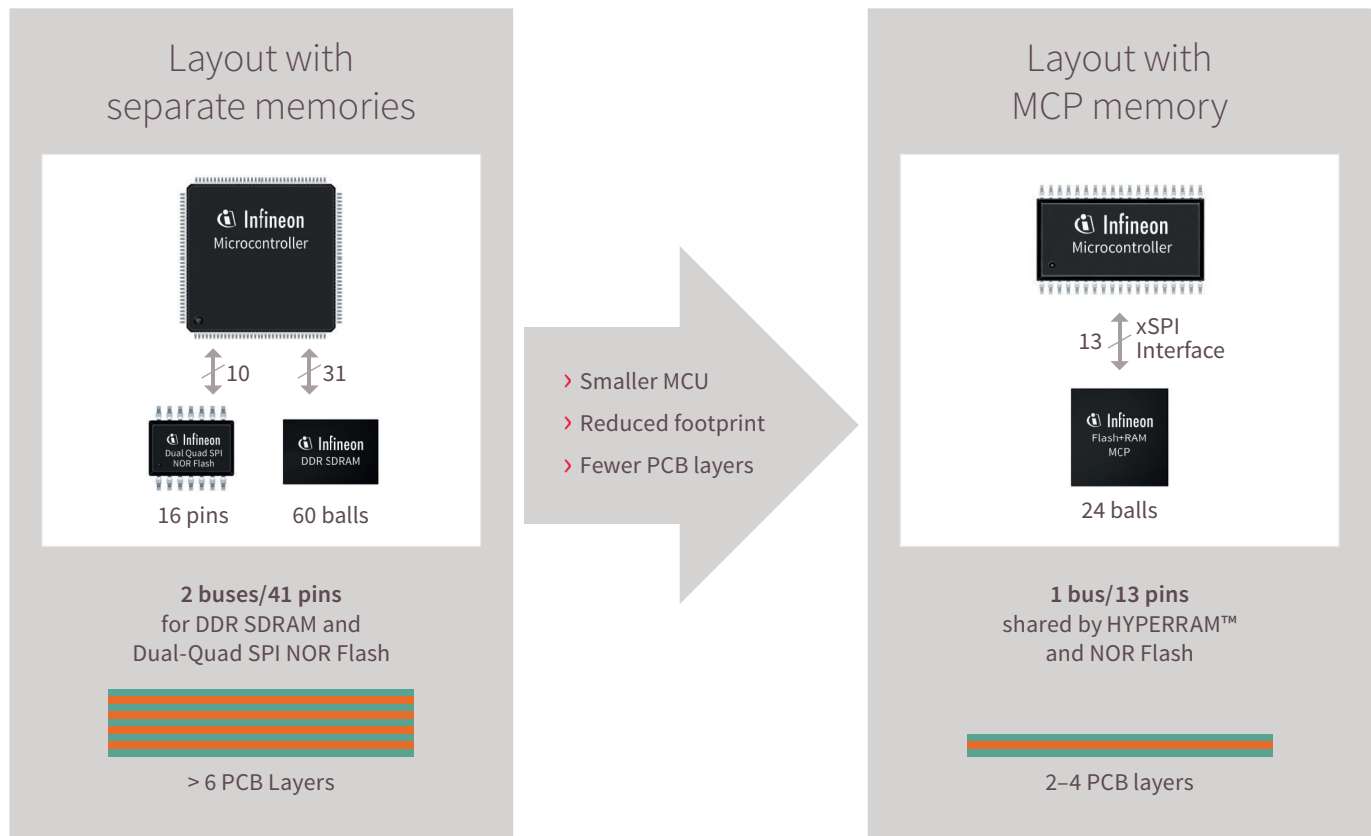 Layout with
separate memories
Infineon
Microcontroller
10
31
Infineon
Dual Quad SPI
NOR Flash
Infineon
DDR SDRAM
16 pins
60 balls
2 buses/41 pins
for DDR SDRAM and
Dual-Quad SPI NOR Flash
> 6 PCB Layers
Smaller MCU
Reduced footprint
Fewer PCB layers
Layout with
MCP memory
Infineon
Microcontroller
13
xSPI
Interface
Infineon
Flash+RAM
MCP
24 balls
1 bus/13 pins
shared by HYPERRAM™
and NOR Flash
2–4 PCB layers